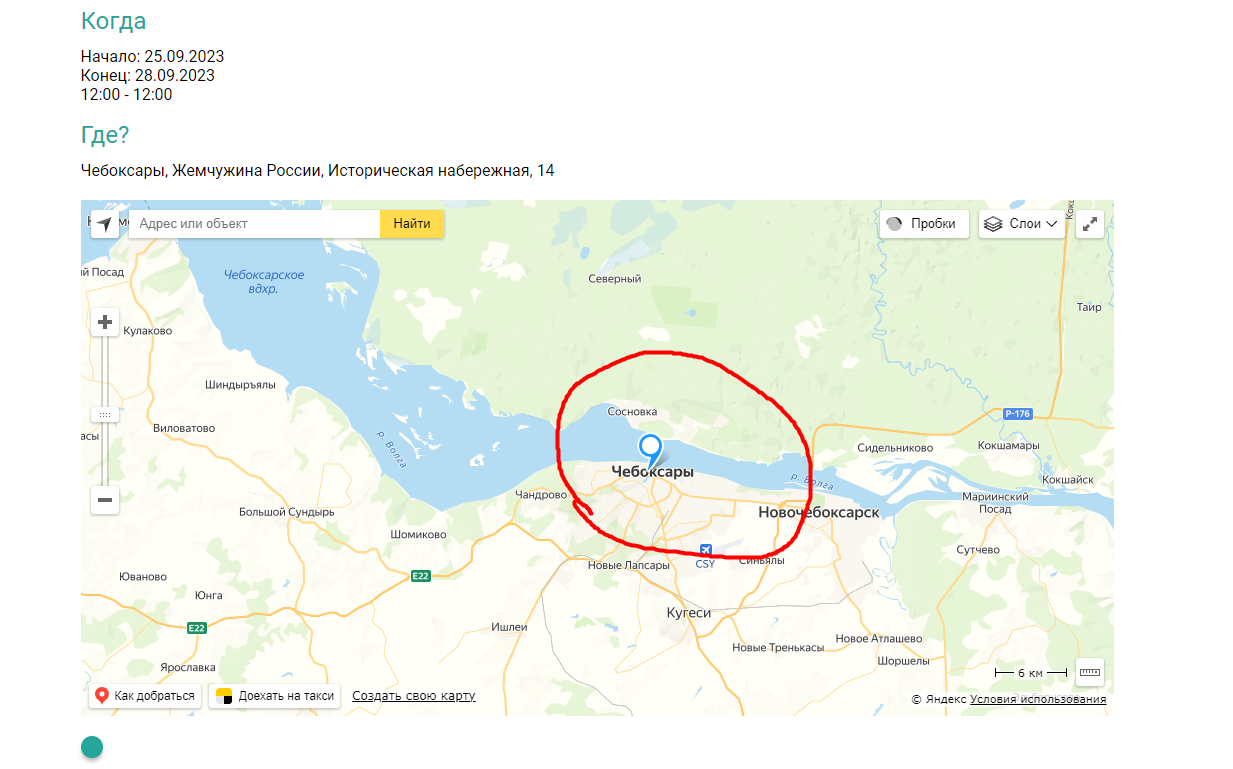 Когда
Начало: 25.09.2023
Конец: 28.09.2023
12:00 - 12:00
Где?
Чебоксары, Жемчужина России, Историческая набережная, 14
Адрес или объект
Найти
Пробки
Слои
Чебоксарское
вдхр.
Северный
й Посад
Таир
Кулаково
Шиндыръялы
Сосновка
Р-176
Виловатово
асы
р. Волга
Сидельниково
Кокшамары
Чебоксары
р. Волга
Кокшайск
Чандрово
Мариинский
Посад
Большой Сундырь
Новочебоксарск
Шомиково
CSY
Синьялы
Сутчево
Новые Лапсары
Юваново
E22
Юнга
Кугеси
E22
Ишлеи
Новое Атлашево
Новые Тренькасы
Шоршелы
Ярославка
6 км
Как добраться
Доехать на такси
Создать свою карту
© Яндекс Условия использования